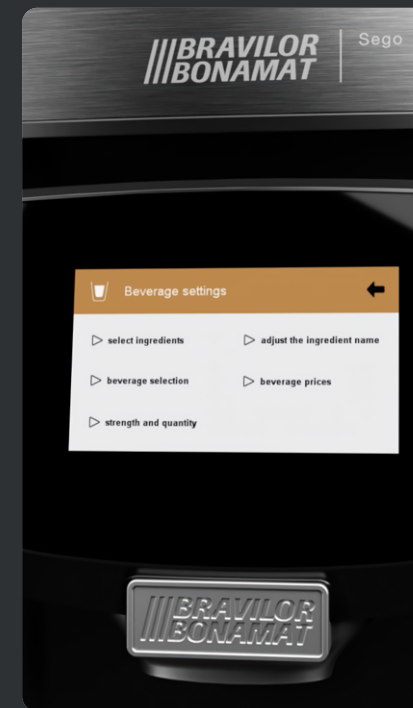 BRAVILOR
BONAMAT
Sego
Beverage settings
select ingredients
adjust the ingredient name
beverage selection
beverage prices
strength and quantity
BRAVILOR
BONAMAT